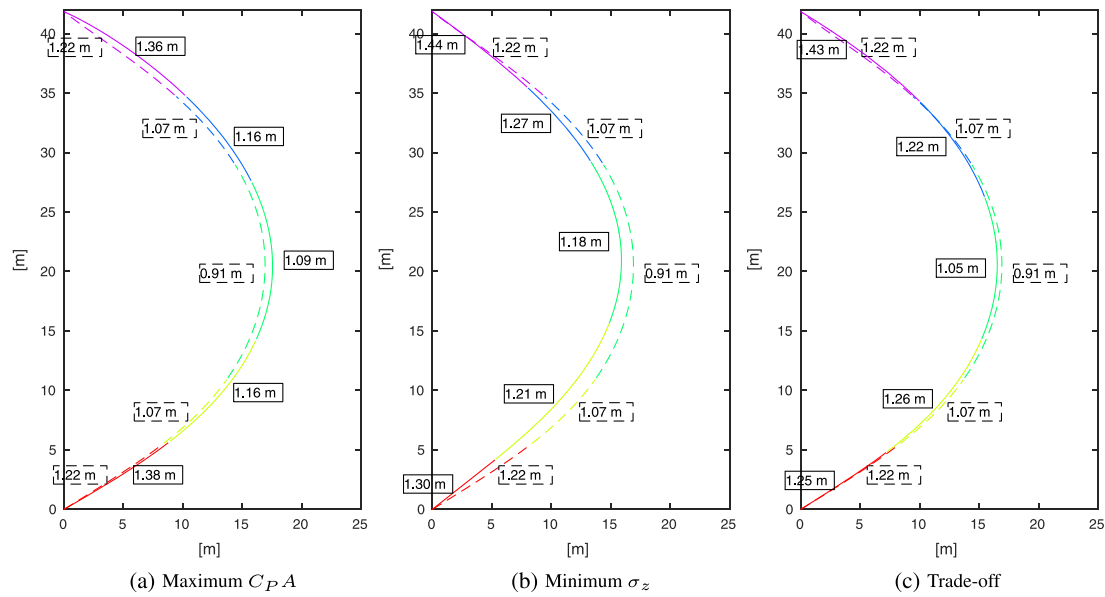 40
35
30
25
20
15
10
5
0
[m]
0 5 10 15 20 25
[m]
1.22 m
1.36 m
1.07 m
1.16 m
0.91 m
1.09 m
1.07 m
1.16 m
1.22 m
1.38 m
(a) Maximum C_P A
40
35
30
25
20
15
10
5
0
[m]
0 5 10 15 20 25
[m]
1.44 m
1.22 m
1.27 m
1.07 m
1.18 m
0.91 m
1.21 m
1.07 m
1.30 m
1.22 m
(b) Minimum σ_z
40
35
30
25
20
15
10
5
0
[m]
0 5 10 15 20 25
[m]
1.43 m
1.22 m
1.22 m
1.07 m
1.05 m
0.91 m
1.26 m
1.07 m
1.25 m
1.22 m
(c) Trade-off